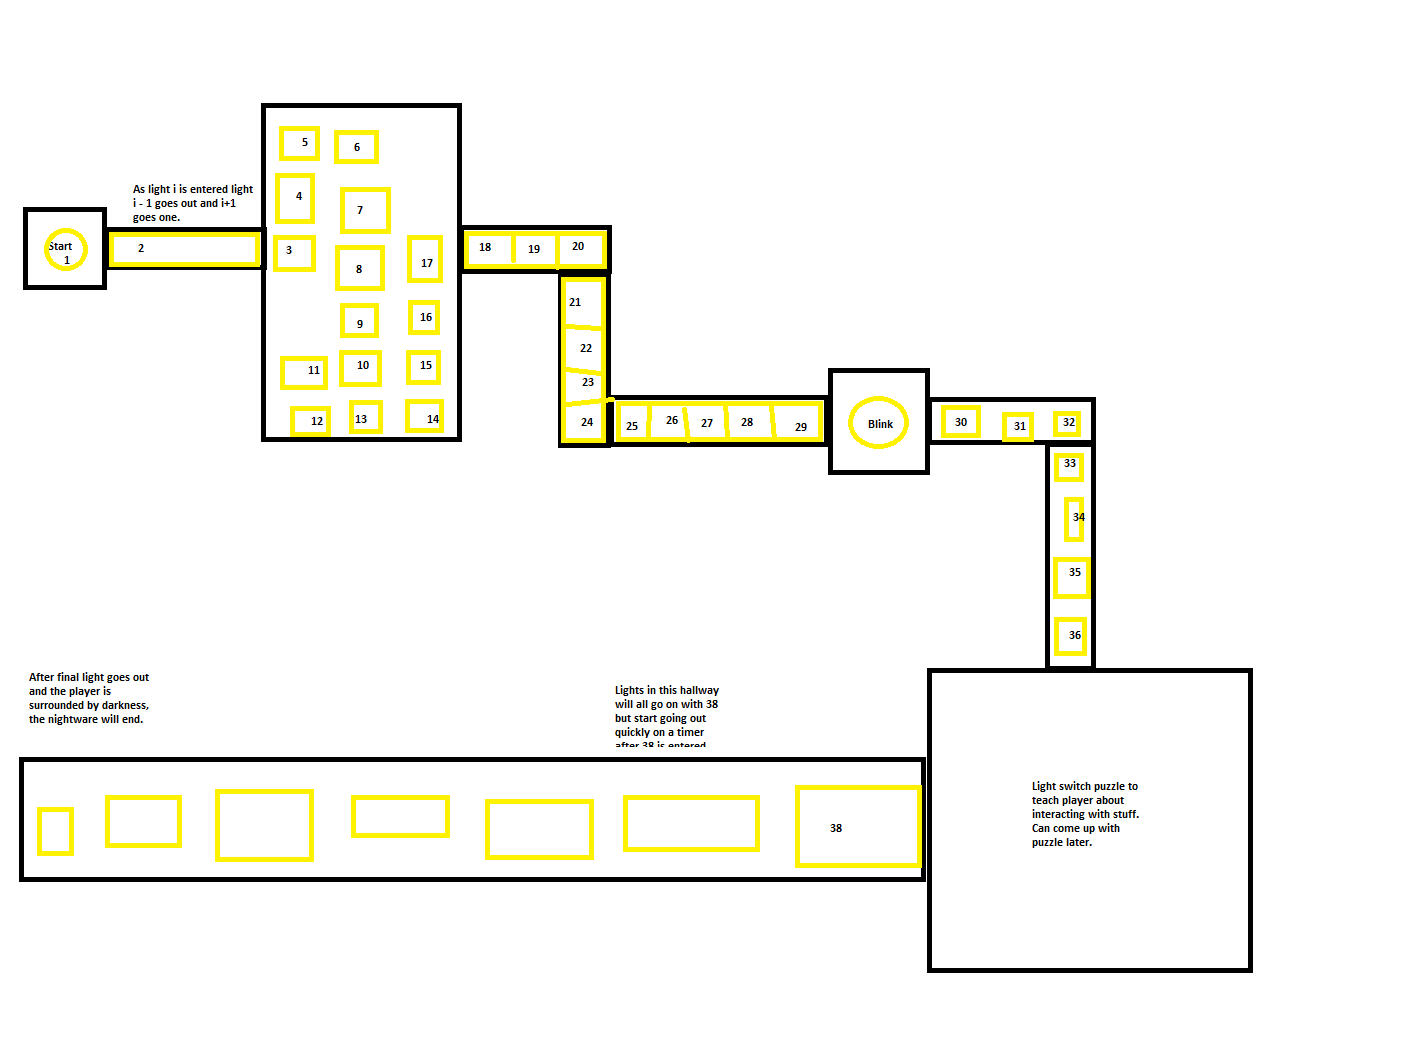 As light i is entered light
i - 1 goes out and i+1
goes one.
Start
1
2
5
6
4
7
3
8
17
9
16
11
10
15
12
13
14
18
19
20
21
22
23
24
25
26
27
28
29
Blink
30
31
32
33
34
35
36
After final light goes out
and the player is
surrounded by darkness,
the nightware will end.
Lights in this hallway
will all go on with 38
but start going out
quickly on a timer
after 38 is entered
38
Light switch puzzle to
teach player about
interacting with stuff.
Can come up with
puzzle later.